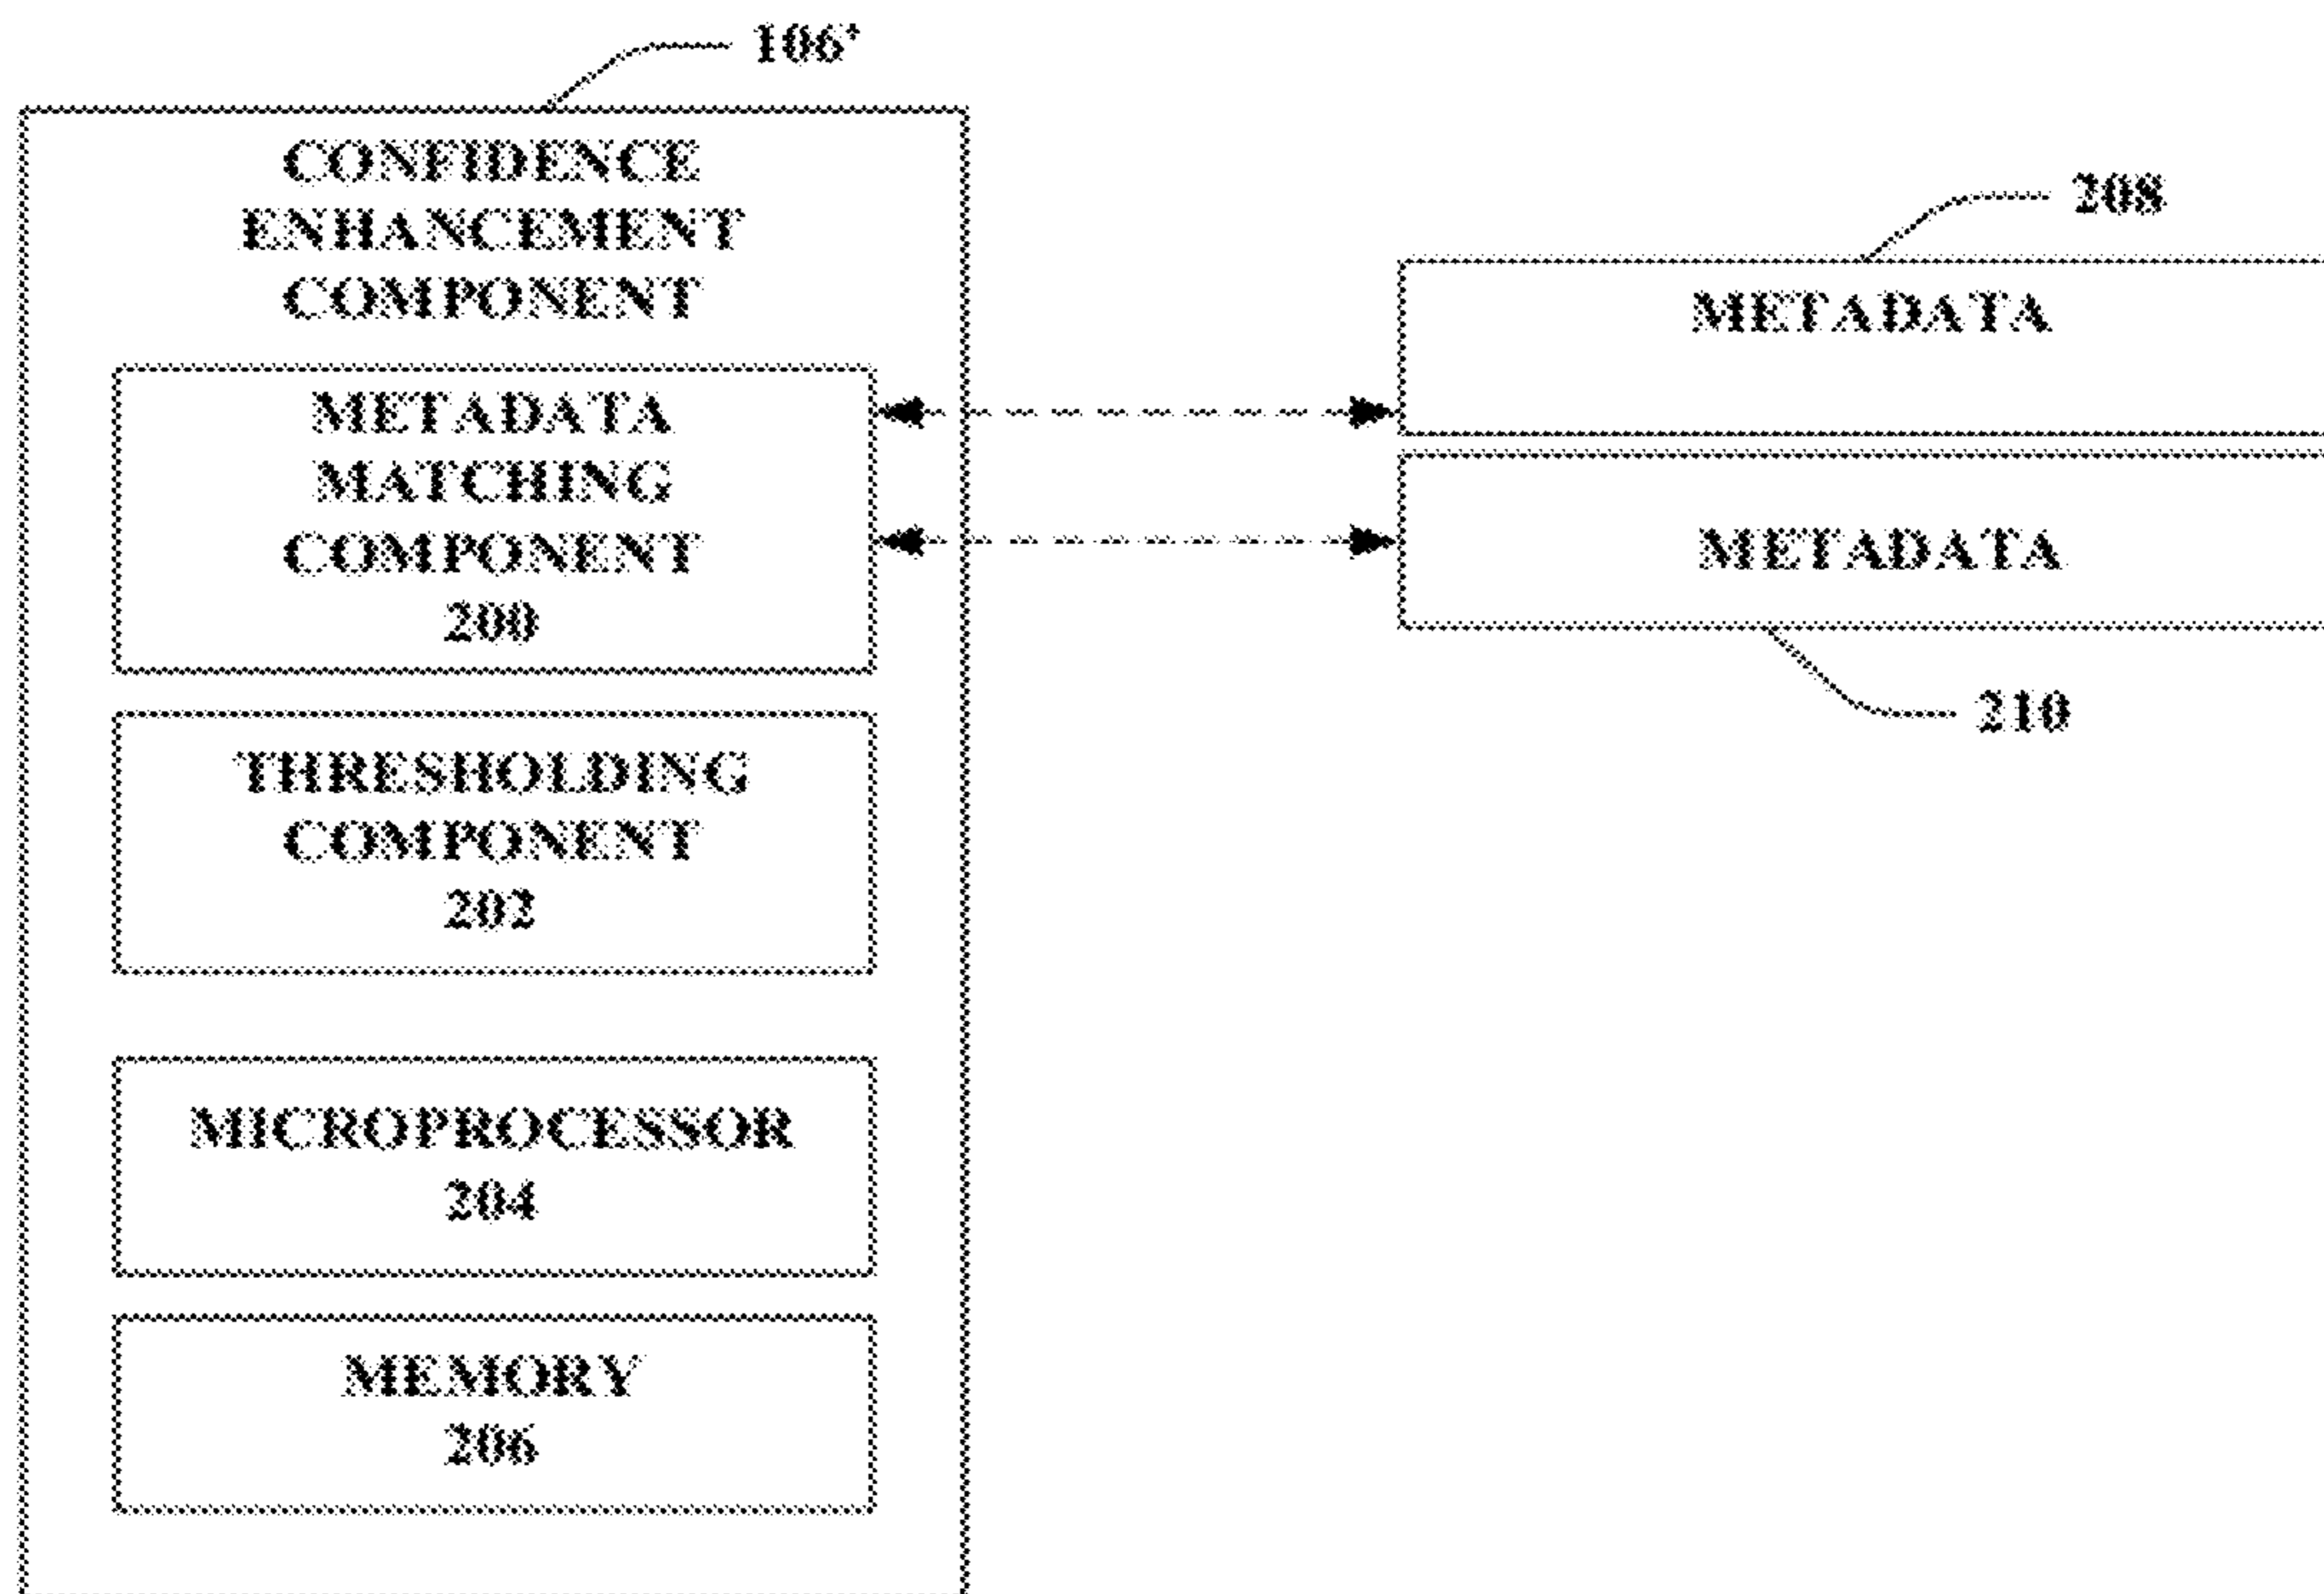 106'
CONFIDENCE
ENHANCEMENT
COMPONENT
METADATA
MATCHING
COMPONENT
200
THRESHOLDING
COMPONENT
202
MICROPROCESSOR
204
MEMORY
206
208
METADATA
METADATA
210